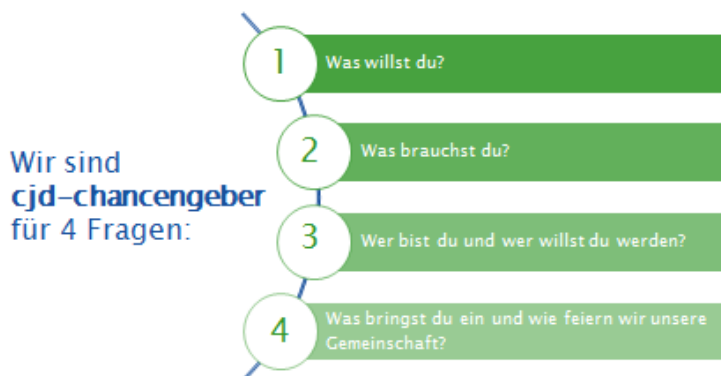 Wir sind
cjd-chancengeber
für 4 Fragen:
1
Was willst du?
2
Was brauchst du?
3
Wer bist du und wer willst du werden?
4
Was bringst du ein und wie feiern wir unsere
Gemeinschaft?